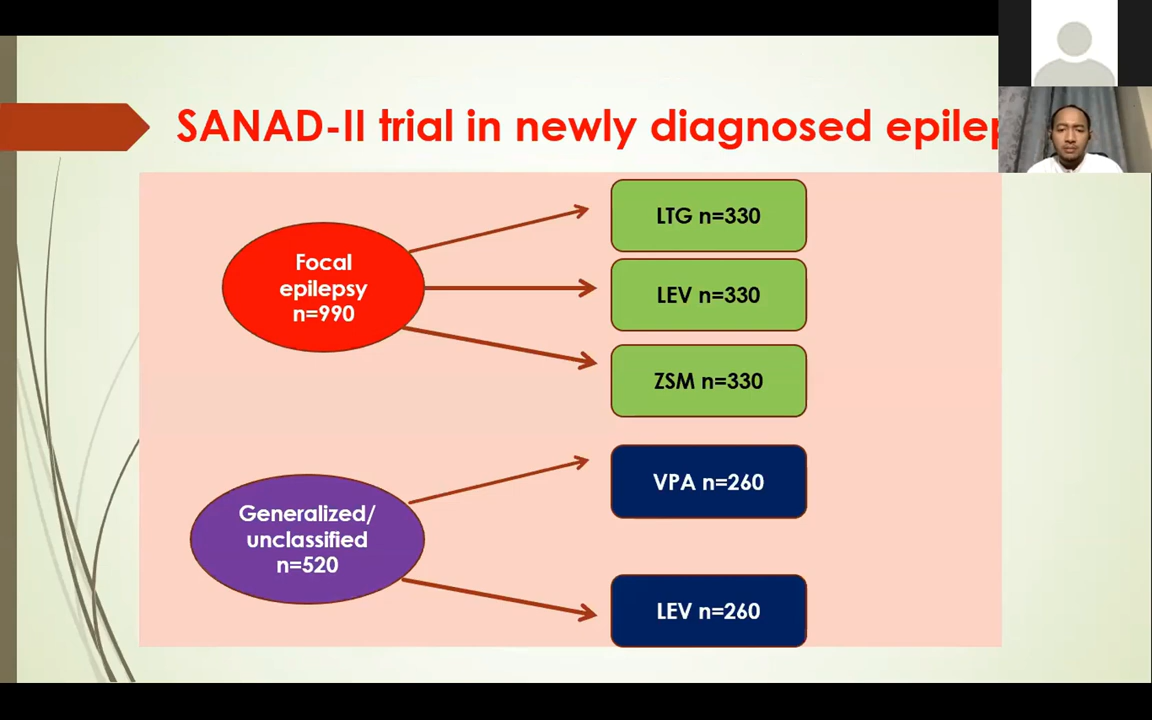 SANAD-II trial in newly diagnosed
Focal
epilepsy
n=990
LTG n=330
LEV n=330
ZSM n=330
Generalized/
unclassified
n=520
VPA n=260
LEV n=260